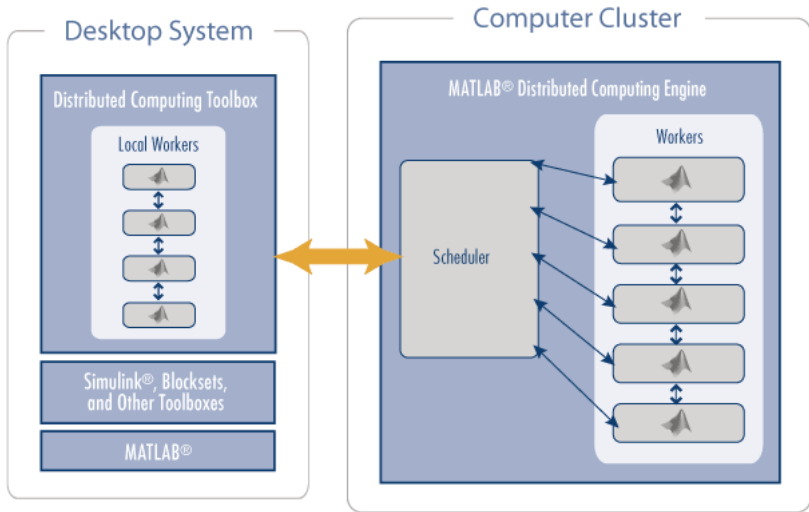 Desktop System
Distributed Computing Toolbox
Local Workers
Simulink®, Blocksets,
and Other Toolboxes
MATLAB®
Computer Cluster
MATLAB® Distributed Computing Engine
Scheduler
Workers